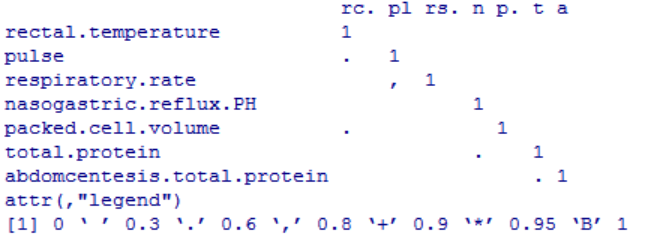 rc. pl rs. n p. t a
rectal.temperature              1
pulse                           .   1
respiratory.rate                    ,  1
nasogastric.reflux.PH                      1
packed.cell.volume              .            1
total.protein                              .    1
abdomcentesis.total.protein                     . 1
attr(,"legend")
[1] 0 ‘ ’ 0.3 ‘.’ 0.6 ‘,’ 0.8 ‘+’ 0.9 ‘*’ 0.95 ‘B’ 1